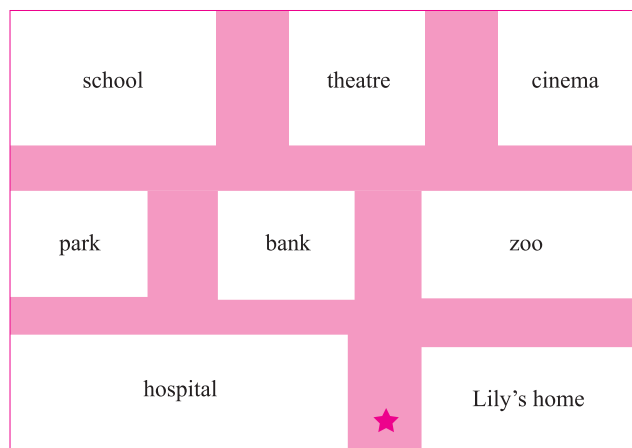 school
theatre
cinema
park
bank
zoo
hospital
Lily's home